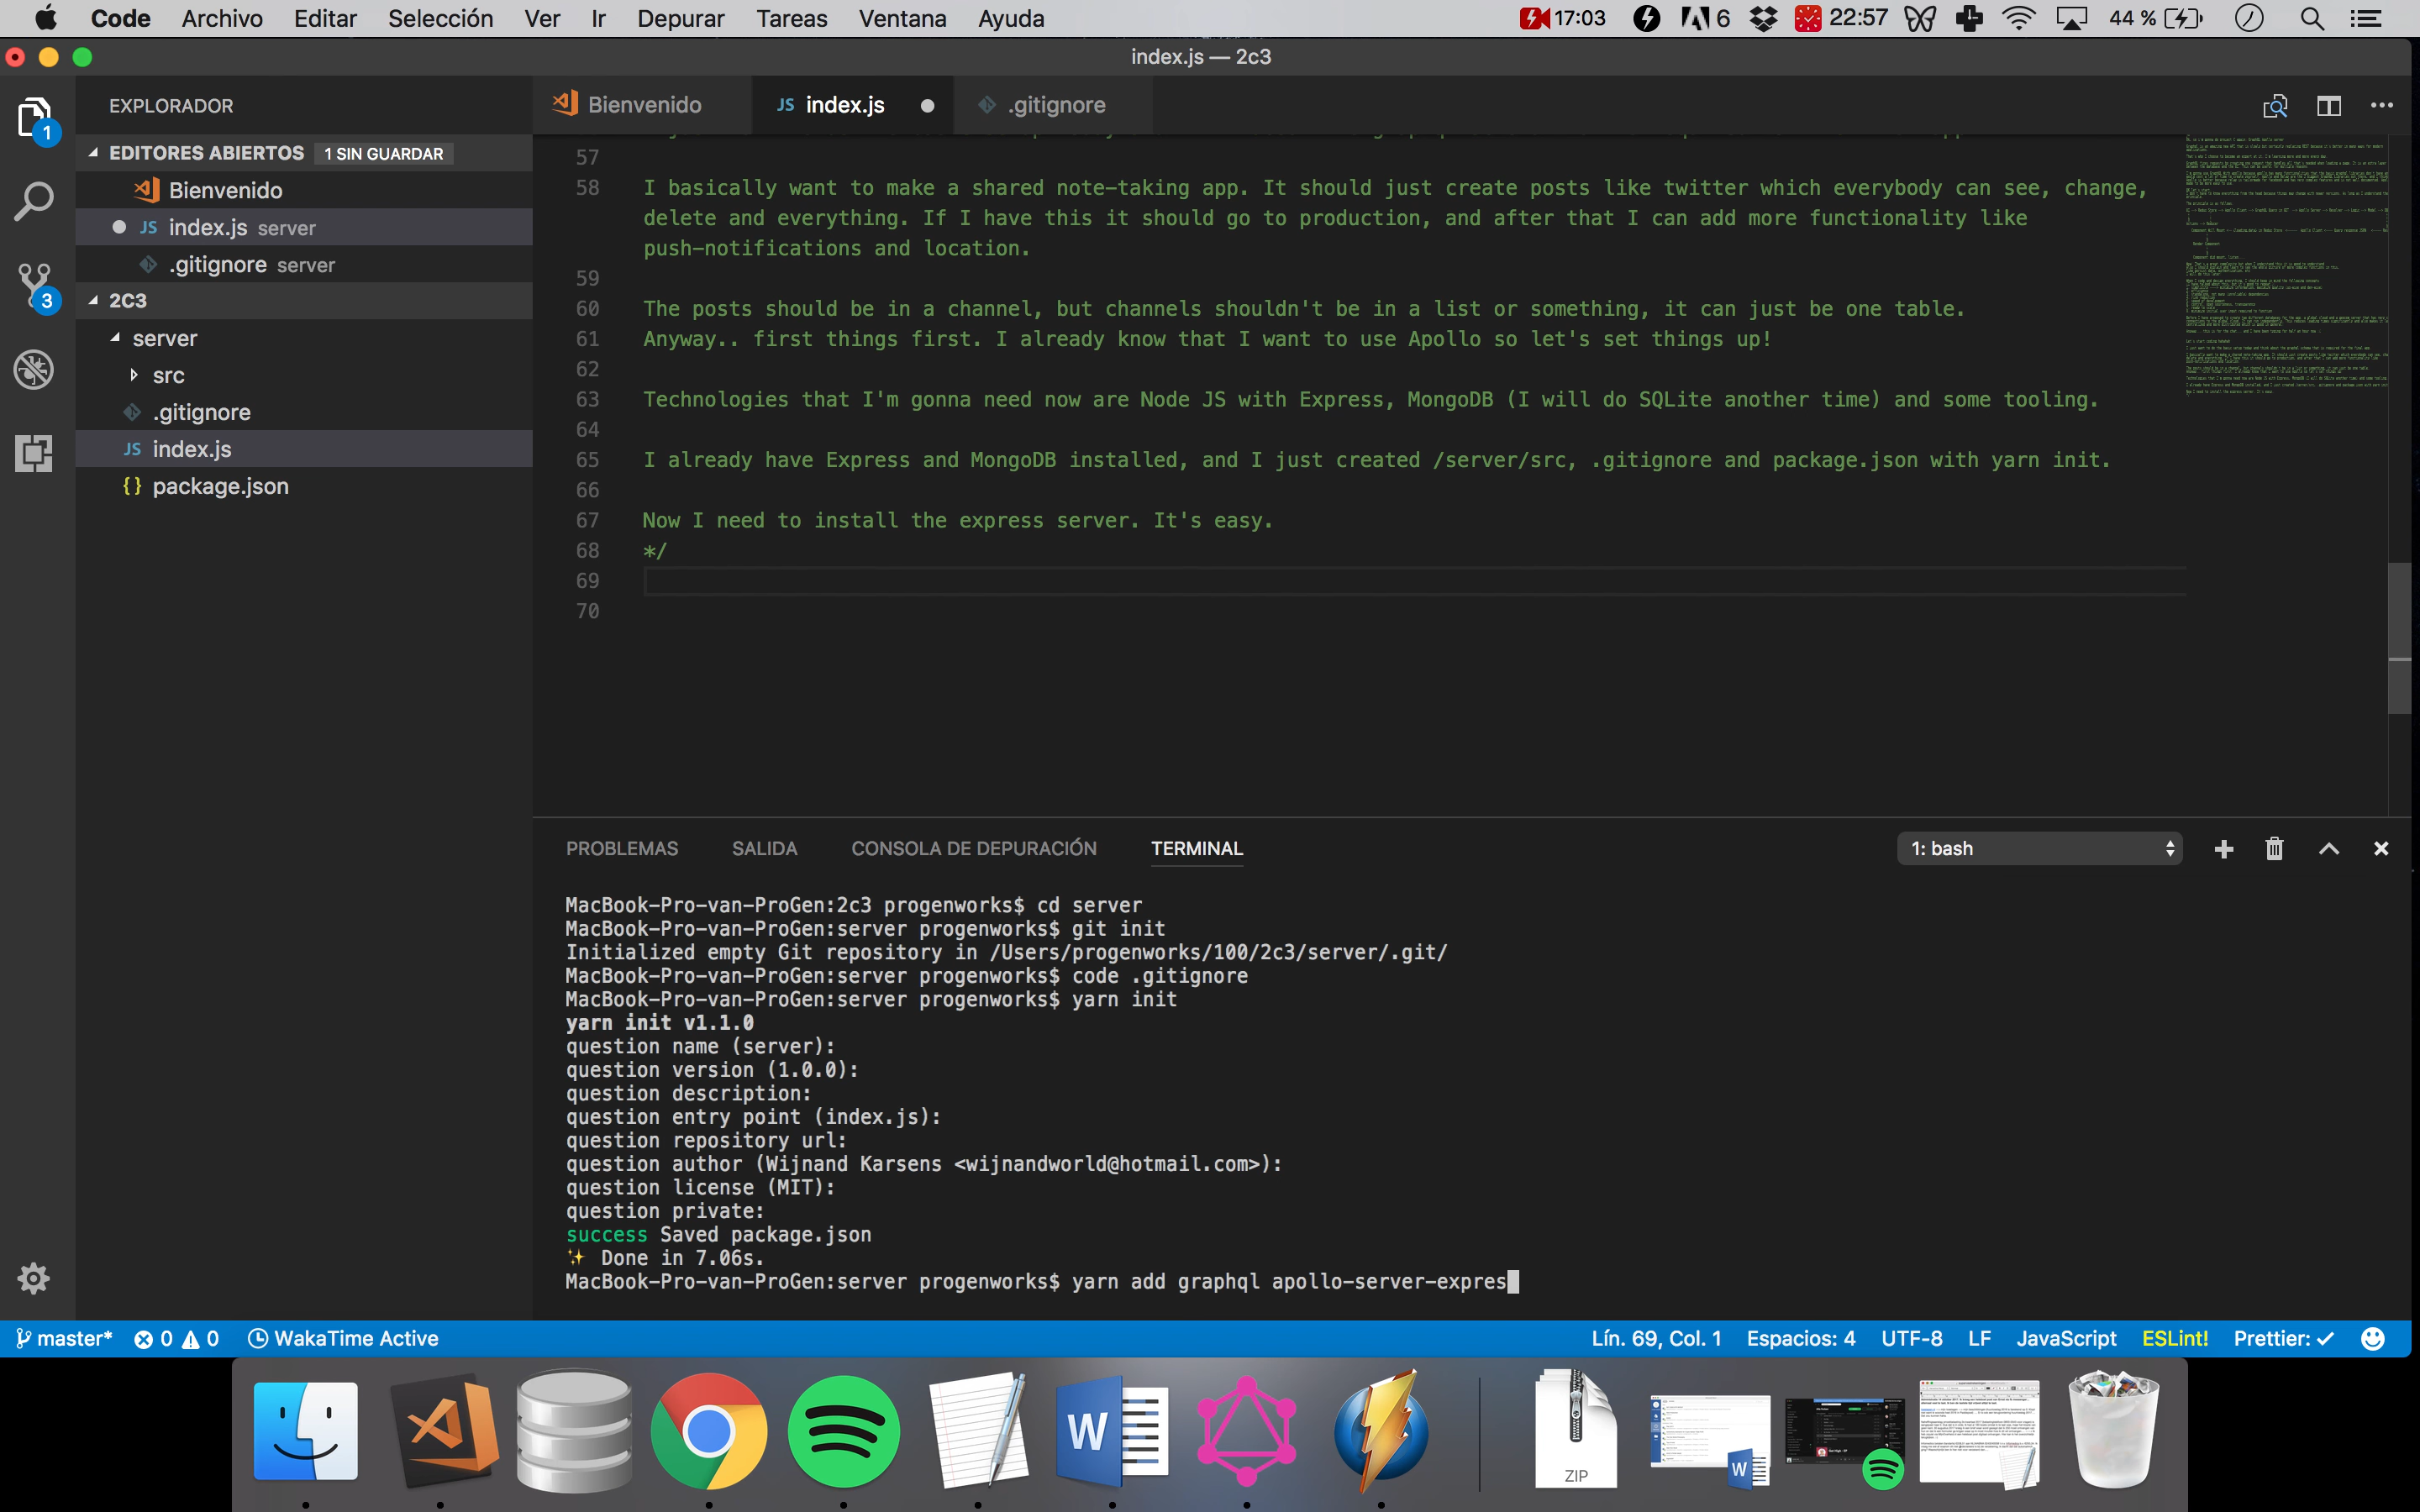 Code Archivo Editar Selección Ver Ir Depurar Tareas Ventana Ayuda 17:03 6 22:57 44 %
index.js — 2c3
EXPLORADOR
Bienvenido
JS index.js
.gitignore
EDITORES ABIERTOS 1 SIN GUARDAR
Bienvenido
JS index.js server
.gitignore server
2C3
server
src
.gitignore
JS index.js
{} package.json
1
3
57
58 I basically want to make a shared note-taking app. It should just create posts like twitter which everybody can see, change,
delete and everything. If I have this it should go to production, and after that I can add more functionality like
push-notifications and location.
59
60 The posts should be in a channel, but channels shouldn't be in a list or something, it can just be one table.
61 Anyway.. first things first. I already know that I want to use Apollo so let's set things up!
62
63 Technologies that I'm gonna need now are Node JS with Express, MongoDB (I will do SQLite another time) and some tooling.
64
65 I already have Express and MongoDB installed, and I just created /server/src, .gitignore and package.json with yarn init.
66
67 Now I need to install the express server. It's easy.
68 */
69
70
PROBLEMAS SALIDA CONSOLA DE DEPURACIÓN TERMINAL 1: bash
MacBook-Pro-van-ProGen:2c3 progenworks$ cd server
MacBook-Pro-van-ProGen:server progenworks$ git init
Initialized empty Git repository in /Users/progenworks/100/2c3/server/.git/
MacBook-Pro-van-ProGen:server progenworks$ code .gitignore
MacBook-Pro-van-ProGen:server progenworks$ yarn init
yarn init v1.1.0
question name (server):
question version (1.0.0):
question description:
question entry point (index.js):
question repository url:
question author (Wijnand Karsens <wijnandworld@hotmail.com>):
question license (MIT):
question private:
success Saved package.json
✨ Done in 7.06s.
MacBook-Pro-van-ProGen:server progenworks$ yarn add graphql apollo-server-expres
master* 0 0 WakaTime Active Lín. 69, Col. 1 Espacios: 4 UTF-8 LF JavaScript ESLint! Prettier: ✓
W
ZIP
W